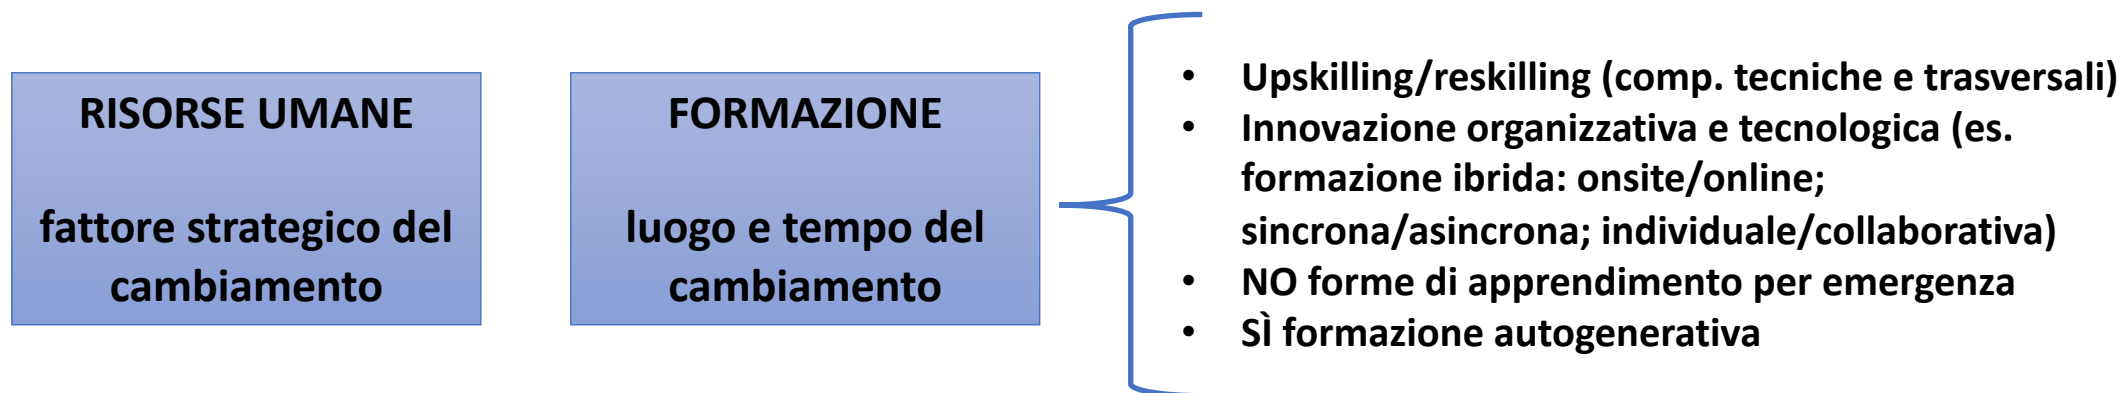 RISORSE UMANE
fattore strategico del
cambiamento
FORMAZIONE
luogo e tempo del
cambiamento
• Upskilling/reskilling (comp. tecniche e trasversali)
• Innovazione organizzativa e tecnologica (es.
formazione ibrida: onsite/online;
sincrona/asincrona; individuale/collaborativa)
• NO forme di apprendimento per emergenza
• SÌ formazione autogenerativa